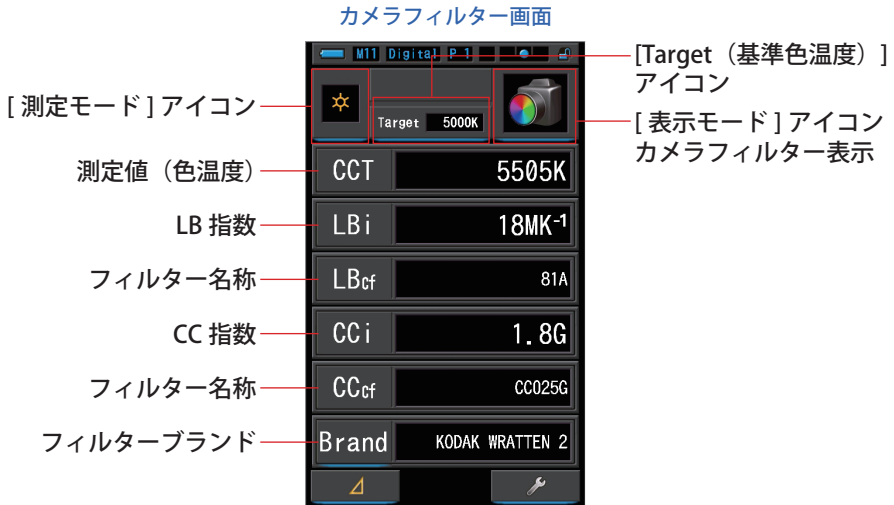 カメラフィルター画面
M11 Digital P 1
[Target（基準色温度）]
アイコン
[ 測定モード ] アイコン
Target 5000K
[ 表示モード ] アイコン
カメラフィルター表示
測定値（色温度）
CCT 5505K
LB 指数
LBi 18MK⁻¹
フィルター名称
LBcf 81A
CC 指数
CCi 1.8G
フィルター名称
CCcf CC025G
フィルターブランド
Brand KODAK WRATTEN 2